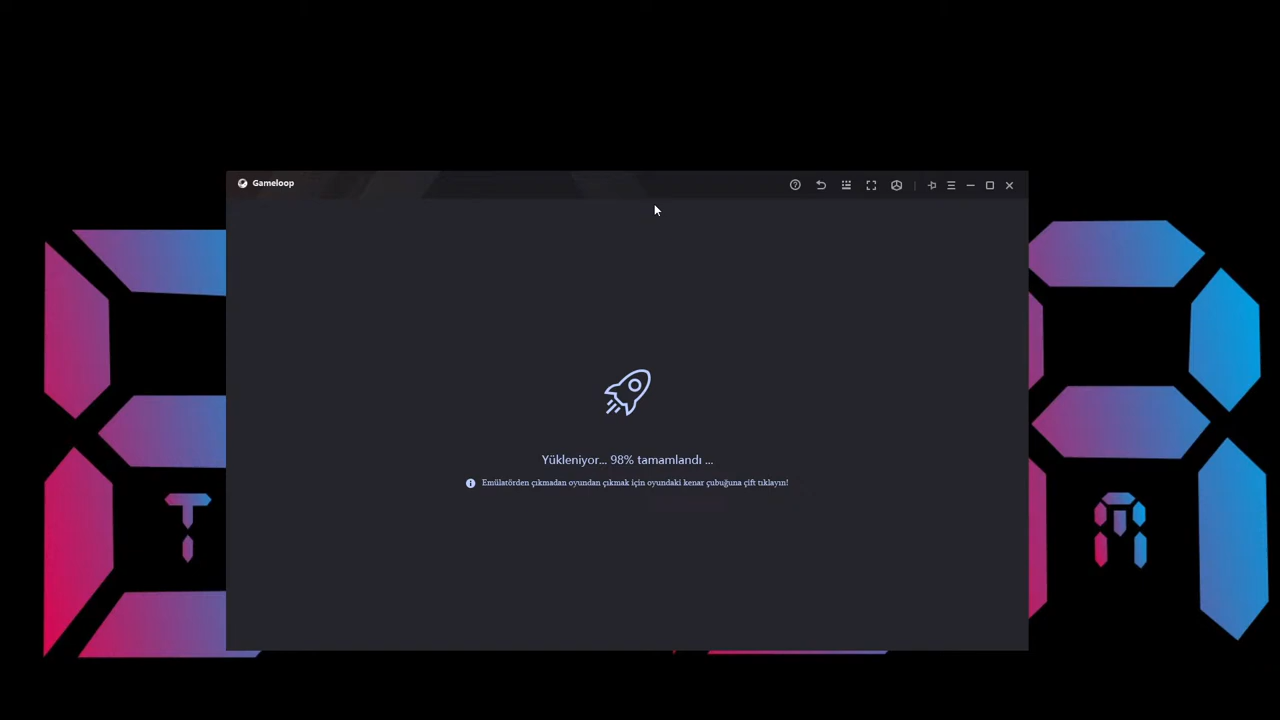 Gameloop
Yükleniyor... 98% tamamlandı ...
Emülatörden çıkmadan oyundan çıkmak için oyundaki kenar çubuğuna çift tıklayın!